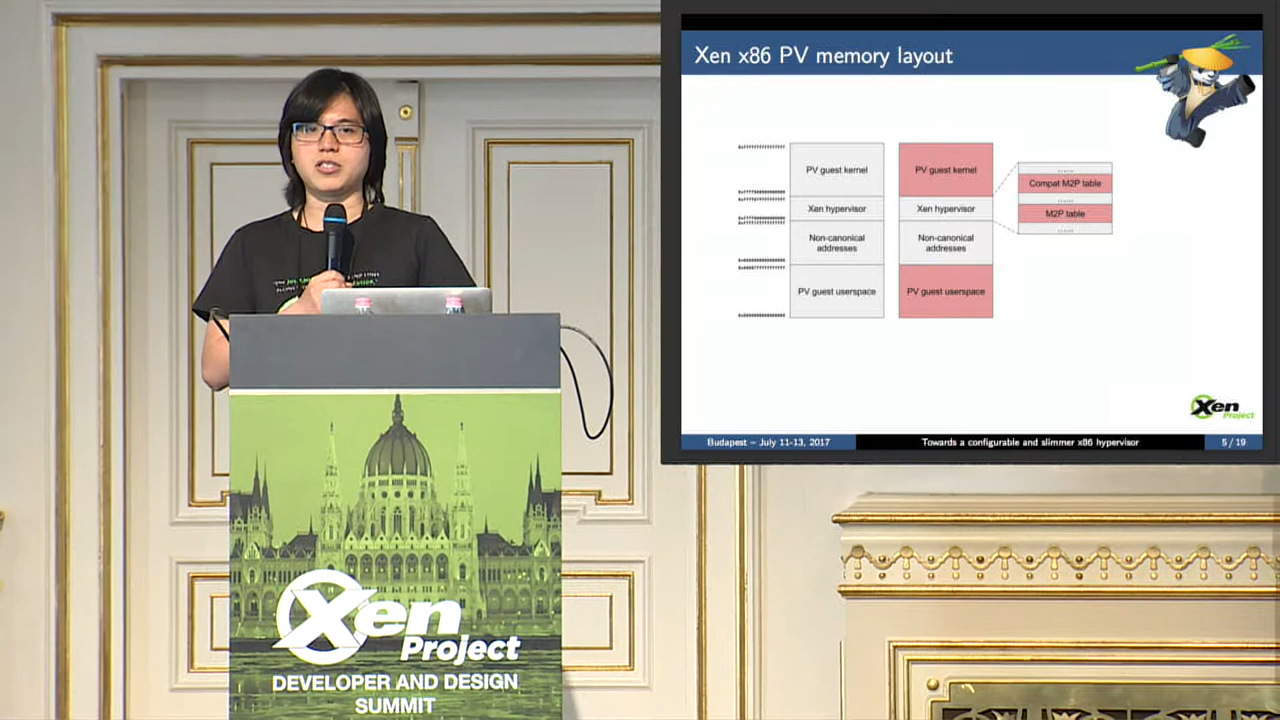 Xen x86 PV memory layout
PV guest kernel
Xen hypervisor
Non-canonical
addresses
PV guest userspace
PV guest kernel
Xen hypervisor
Non-canonical
addresses
PV guest userspace
Compat M2P table
M2P table
Xen
Project
Budapest – July 11-13, 2017
Towards a configurable and slimmer x86 hypervisor
5 / 19
Xen
Project
DEVELOPER AND DESIGN
SUMMIT